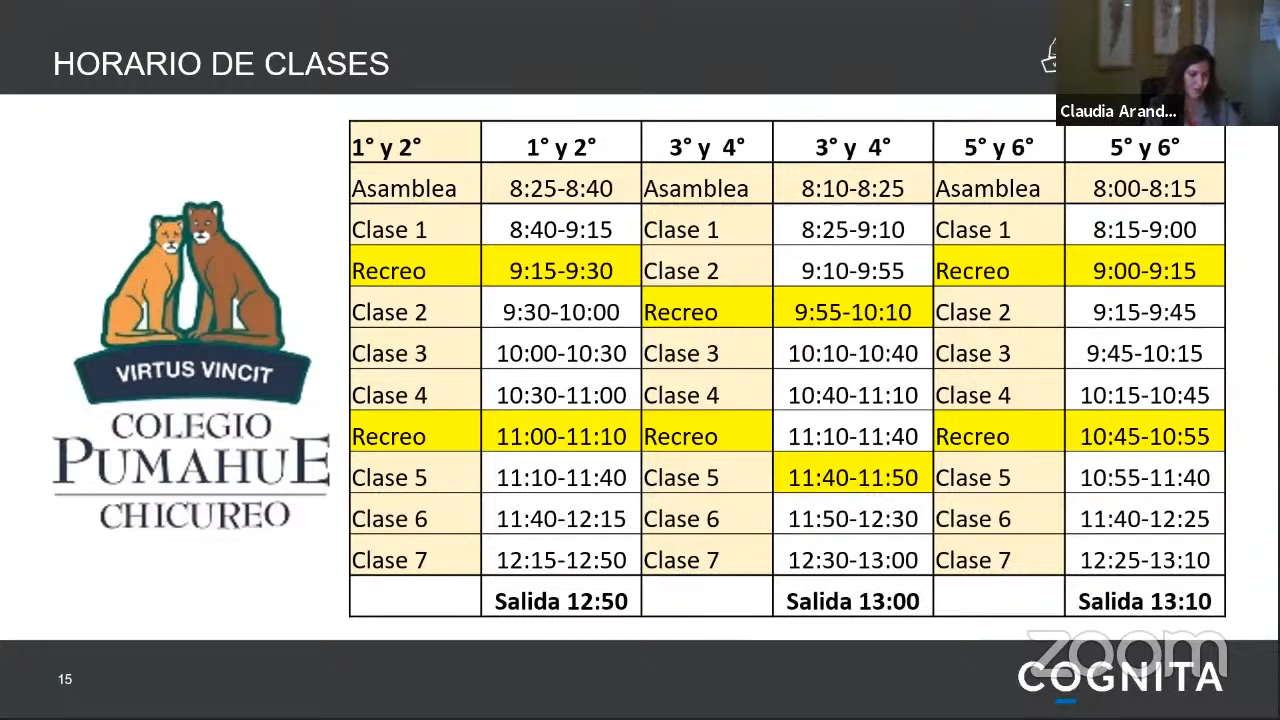 HORARIO DE CLASES
Claudia Arand...
1° y 2° 1° y 2° 3° y 4° 3° y 4° 5° y 6° 5° y 6°
Asamblea 8:25-8:40 Asamblea 8:10-8:25 Asamblea 8:00-8:15
Clase 1 8:40-9:15 Clase 1 8:25-9:10 Clase 1 8:15-9:00
Recreo 9:15-9:30 Clase 2 9:10-9:55 Recreo 9:00-9:15
Clase 2 9:30-10:00 Recreo 9:55-10:10 Clase 2 9:15-9:45
Clase 3 10:00-10:30 Clase 3 10:10-10:40 Clase 3 9:45-10:15
Clase 4 10:30-11:00 Clase 4 10:40-11:10 Clase 4 10:15-10:45
Recreo 11:00-11:10 Recreo 11:10-11:40 Recreo 10:45-10:55
Clase 5 11:10-11:40 Clase 5 11:40-11:50 Clase 5 10:55-11:40
Clase 6 11:40-12:15 Clase 6 11:50-12:30 Clase 6 11:40-12:25
Clase 7 12:15-12:50 Clase 7 12:30-13:00 Clase 7 12:25-13:10
Salida 12:50 Salida 13:00 Salida 13:10
VIRTUS VINCIT
COLEGIO
PUMAHUE
CHICUREO
15
zoom
COGNITA